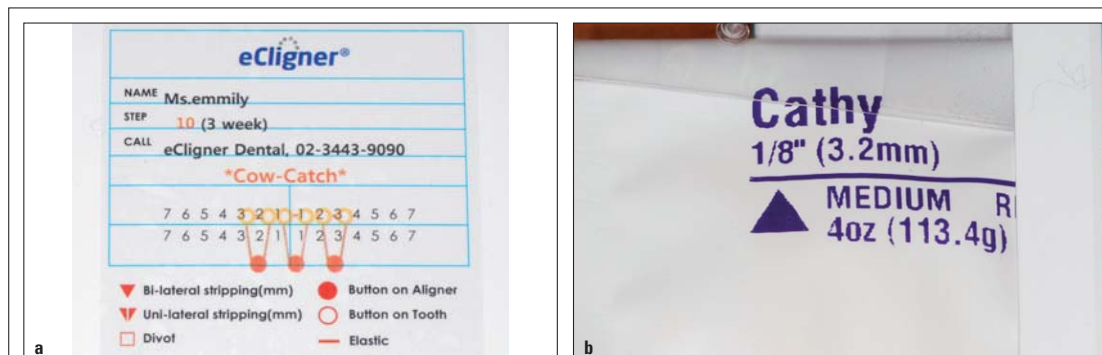 eCligner®
NAME Ms.emmily
STEP 10 (3 week)
CALL eCligner Dental, 02-3443-9090
*Cow-Catch*
7 6 5 4 3 2 1 1 2 3 4 5 6 7
7 6 5 4 3 2 1 1 2 3 4 5 6 7
Bi-lateral stripping(mm) Button on Aligner
Uni-lateral stripping(mm) Button on Tooth
Divot Elastic
a
Cathy
1/8" (3.2mm)
MEDIUM
4oz (113.4g)
b